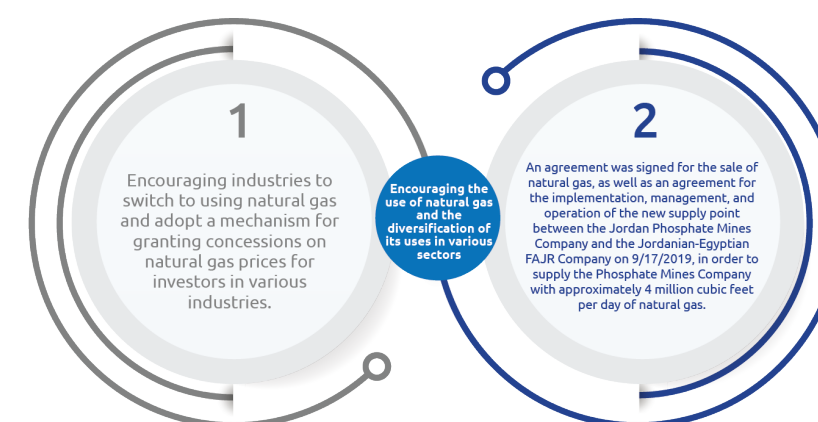 1
Encouraging industries to
switch to using natural gas
and adopt a mechanism for
granting concessions on
natural gas prices for
investors in various
industries.
Encouraging the
use of natural gas
and the
diversification of
its uses in various
sectors
2
An agreement was signed for the sale of
natural gas, as well as an agreement for
the implementation, management, and
operation of the new supply point
between the Jordan Phosphate Mines
Company and the Jordanian-Egyptian
FAJR Company on 9/17/2019, in order to
supply the Phosphate Mines Company
with approximately 4 million cubic feet
per day of natural gas.